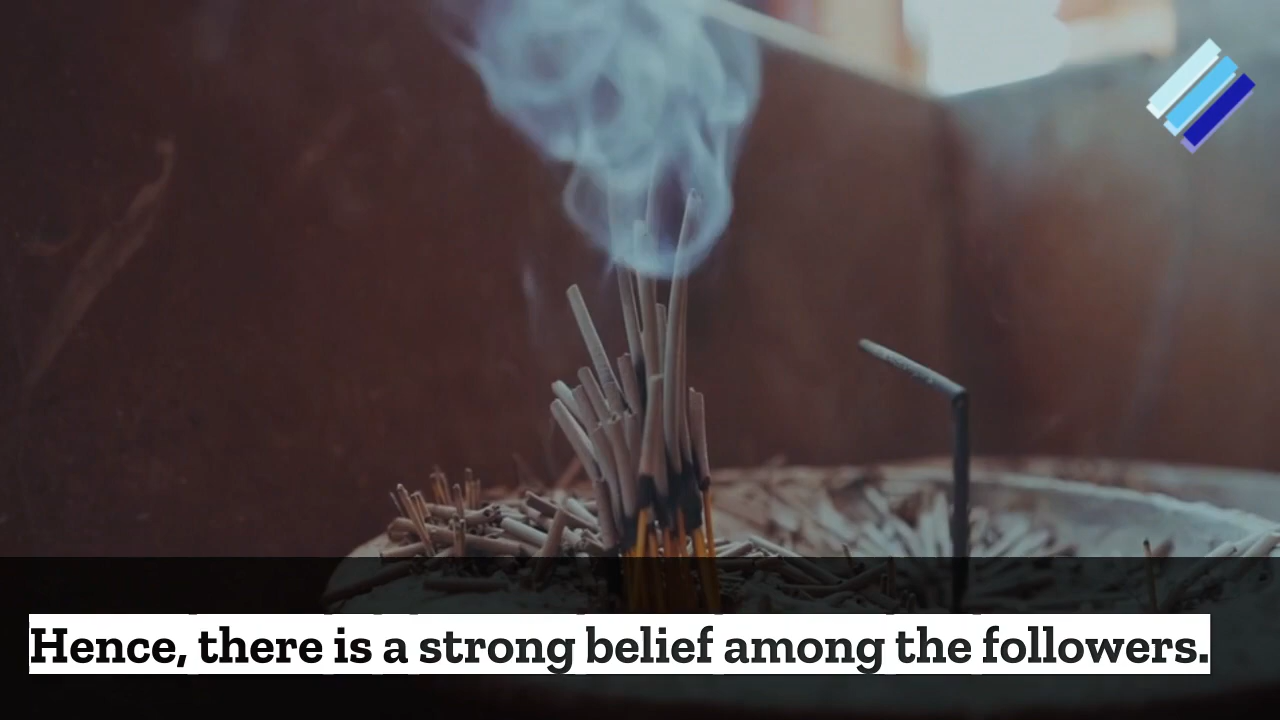 Hence, there is a strong belief among the followers.